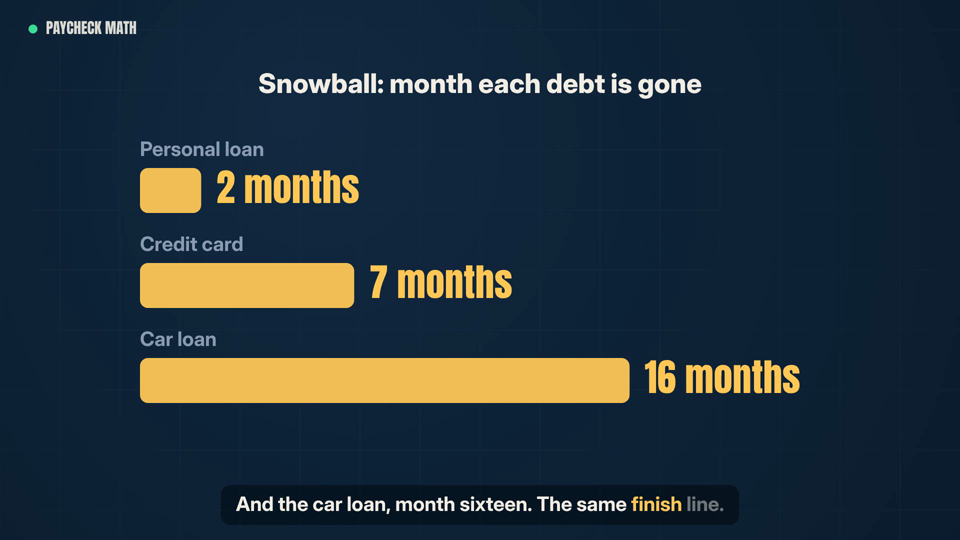 PAYCHECK MATH
Snowball: month each debt is gone
Personal loan
2 months
Credit card
7 months
Car loan
16 months
And the car loan, month sixteen. The same finish line.